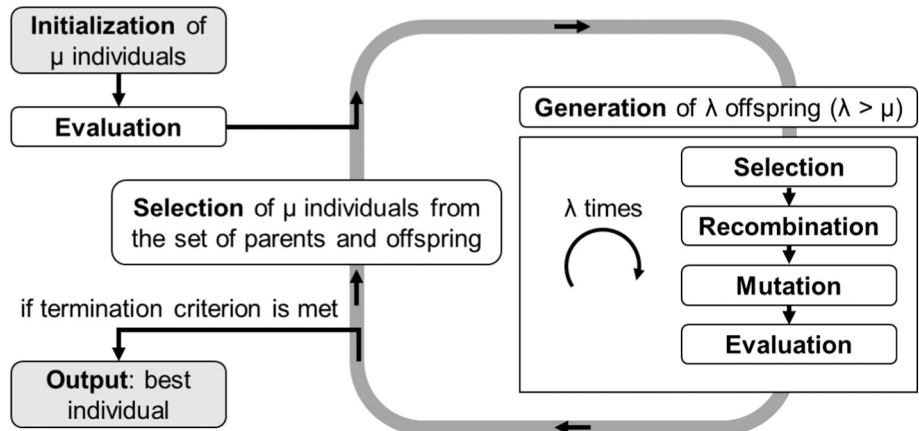 Initialization of
μ individuals
Evaluation
Generation of λ offspring (λ > μ)
Selection
λ times
Recombination
Selection of μ individuals from
the set of parents and offspring
Mutation
Evaluation
if termination criterion is met
Output: best
individual